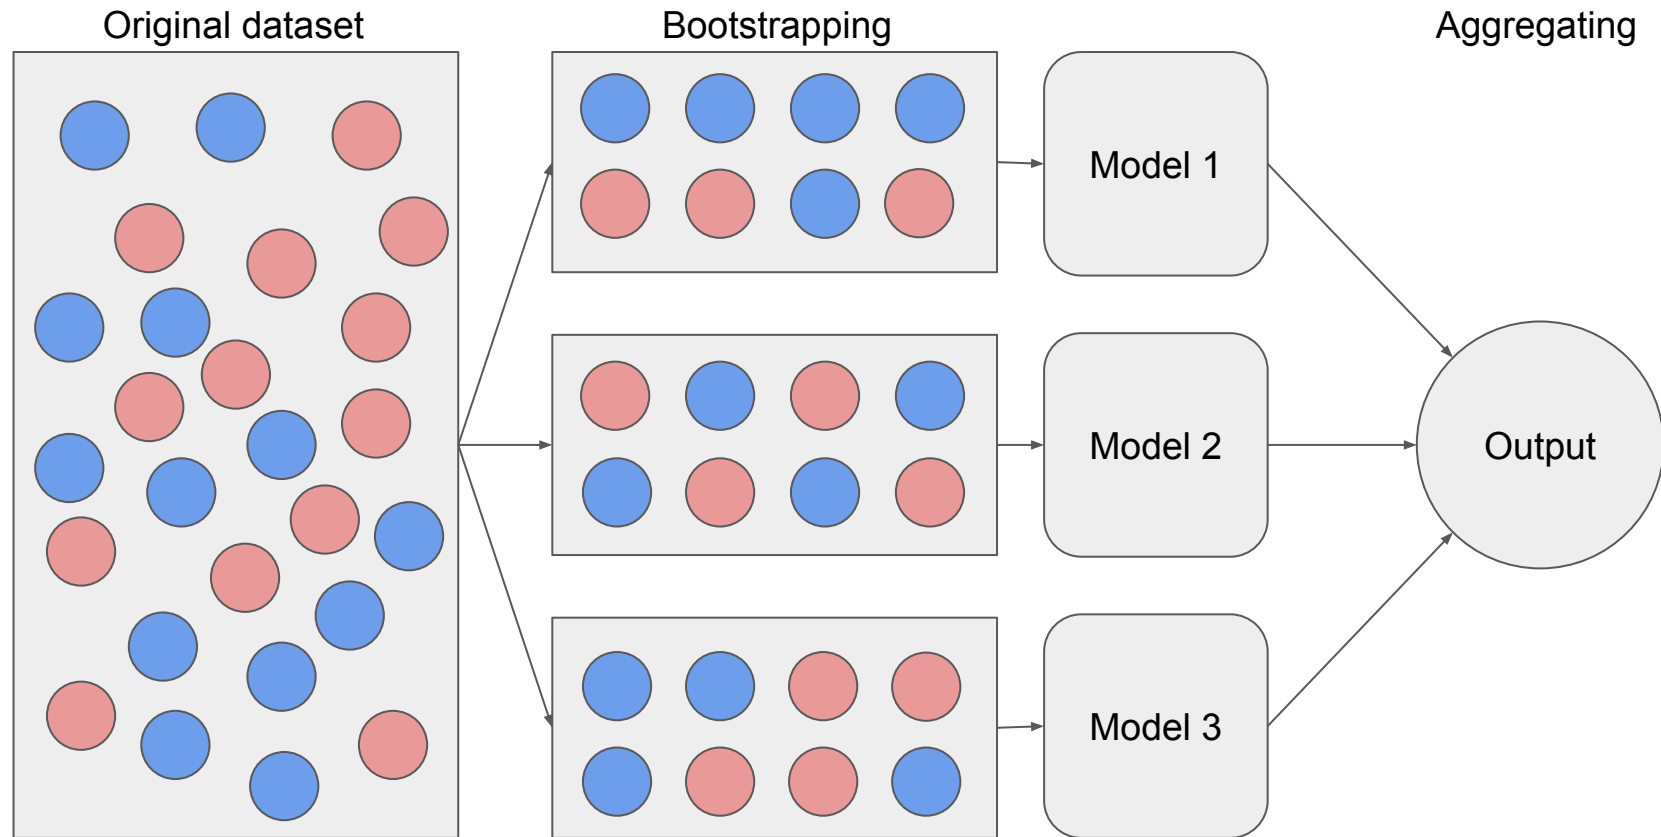 Original dataset
Bootstrapping
Aggregating
Model 1
Model 2
Output
Model 3